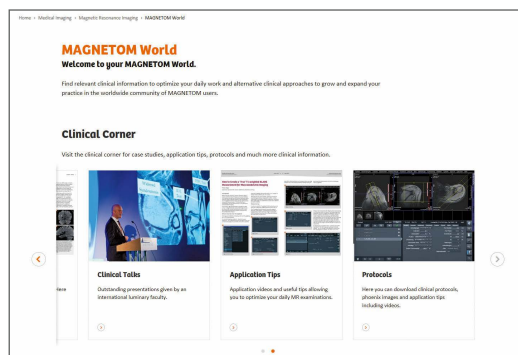 Home › Medical Imaging › Magnetic Resonance Imaging › MAGNETOM World
MAGNETOM World
Welcome to your MAGNETOM World.
Find relevant clinical information to optimize your daily work and alternative clinical approaches to grow and expand your
practice in the worldwide community of MAGNETOM users.
Clinical Corner
Visit the clinical corner for case studies, application tips, protocols and much more clinical information.
Here
Clinical Talks
Outstanding presentations given by an
international luminary faculty.
Application Tips
Application videos and useful tips allowing
you to optimize your daily MR examinations.
Protocols
Here you can download clinical protocols,
phoenix images and application tips
including videos.